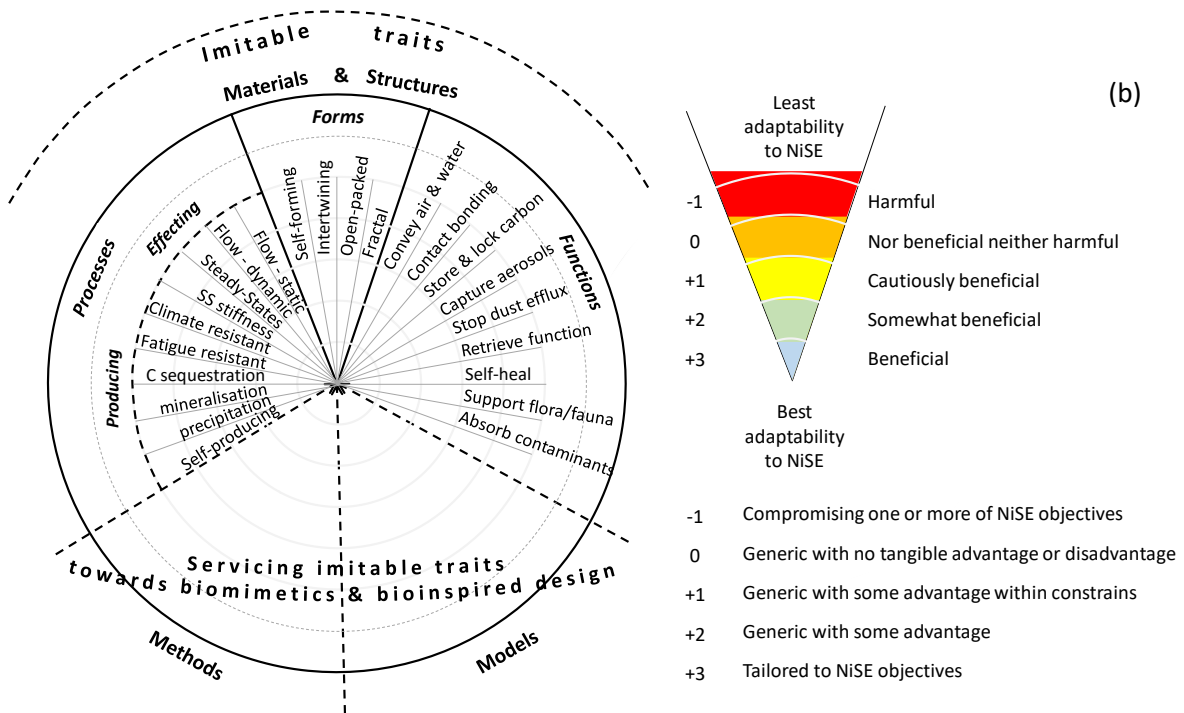 Imitable traits
Materials & Structures
Forms
Self-forming
Intertwining
Open-packed
Fractal
Functions
Convey air & water
Contact bonding
Store & lock carbon
Capture aerosols
Stop dust efflux
Retrieve function
Self-heal
Support flora/fauna
Absorb contaminants
Processes
Effecting
Flow - static
Flow - dynamic
Steady-States
SS stiffness
Climate resistant
Fatigue resistant
Producing
C sequestration
mineralisation
precipitation
Self-producing
Servicing imitable traits
towards biomimetics & bioinspired design
Methods
Models
(b)
Least
adaptability
to NiSE
-1 Harmful
0 Nor beneficial neither harmful
+1 Cautiously beneficial
+2 Somewhat beneficial
+3 Beneficial
Best
adaptability
to NiSE
-1 Compromising one or more of NiSE objectives
0 Generic with no tangible advantage or disadvantage
+1 Generic with some advantage within constrains
+2 Generic with some advantage
+3 Tailored to NiSE objectives